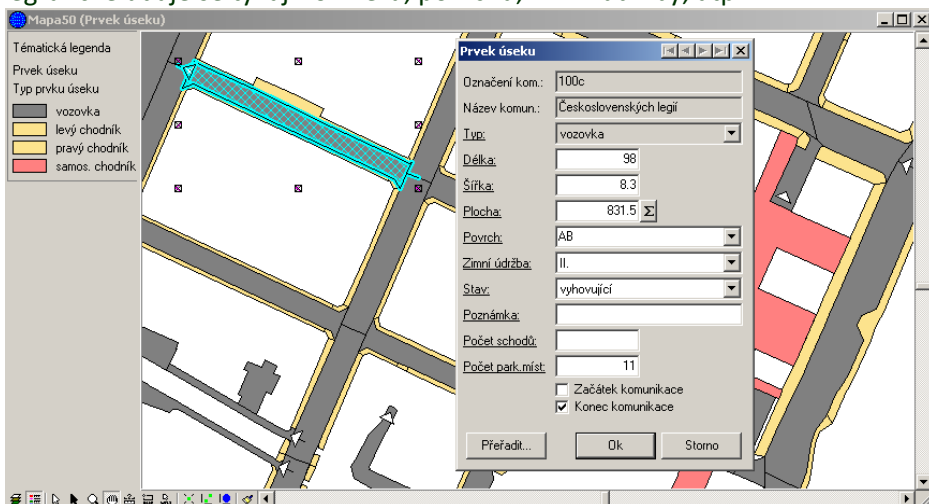 Mapa50 (Prvek úseku)
Tématická legenda
Prvek úseku
Typ prvku úseku
vozovka
levý chodník
pravý chodník
samos. chodník
Prvek úseku
Označení kom.: 100c
Název komun.: Československých legií
Typ: vozovka
Délka: 98
Šířka: 8.3
Plocha: 831.5 Σ
Povrch: AB
Zimní údržba: II.
Stav: vyhovující
Poznámka:
Počet schodů:
Počet park.míst: 11
Začátek komunikace
Konec komunikace
Přeřadit... Ok Storno